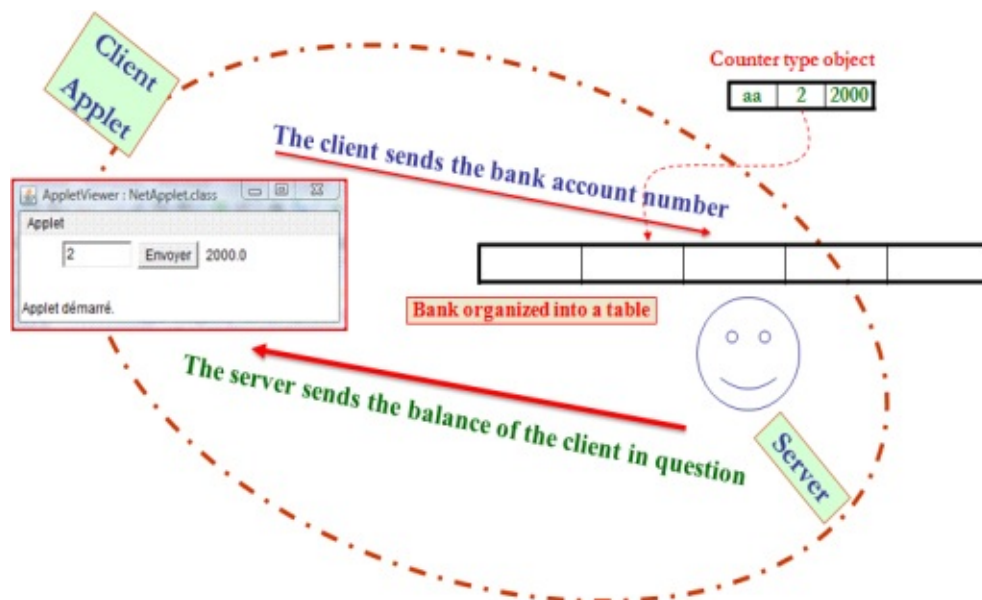 Client
Applet
Counter type object
aa 2 2000
The client sends the bank account number
AppletViewer : NetApplet.class
Applet
2 Envoyer 2000.0
Applet démarré.
Bank organized into a table
The server sends the balance of the client in question
Server